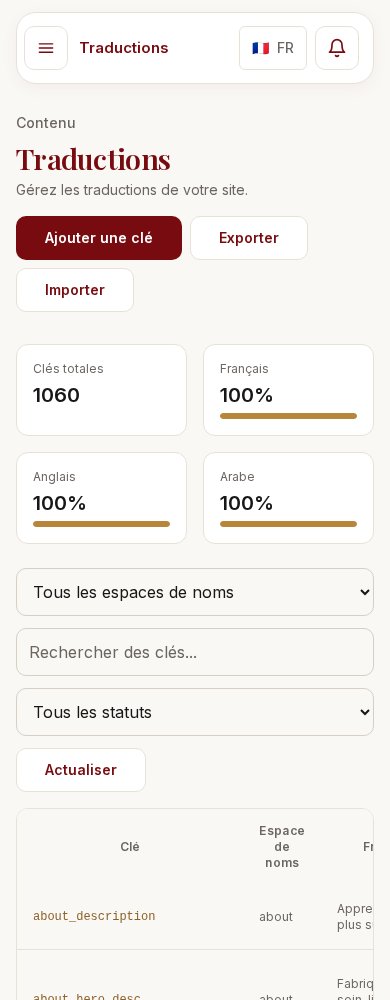 Traductions
FR
Contenu
Traductions
Gérez les traductions de votre site.
Ajouter une clé
Exporter
Importer
Clés totales
1060
Français
100%
Anglais
100%
Arabe
100%
Tous les espaces de noms
Rechercher des clés...
Tous les statuts
Actualiser
Clé
Espace
de
noms
about_description
about
about_hero_desc
about